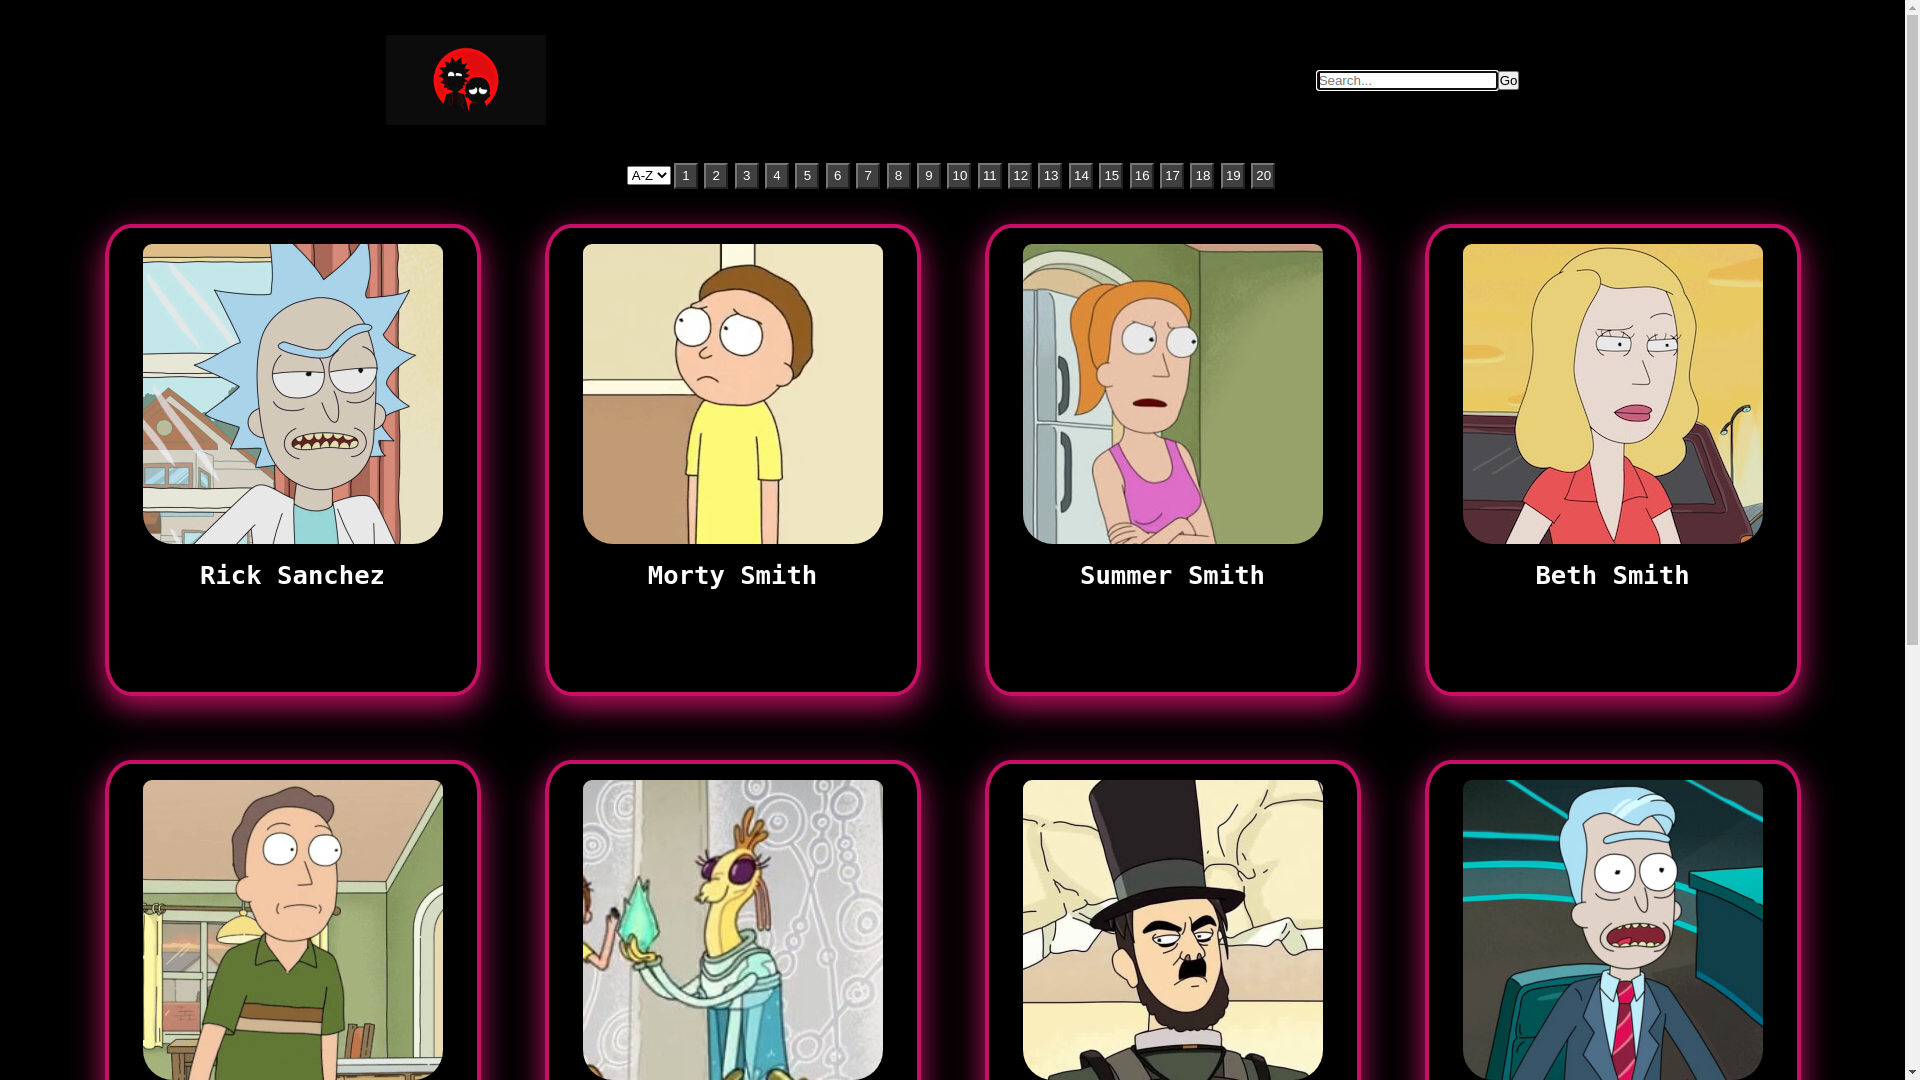 Search...
Go
A-Z 1 2 3 4 5 6 7 8 9 10 11 12 13 14 15 16 17 18 19 20
Rick Sanchez
Morty Smith
Summer Smith
Beth Smith